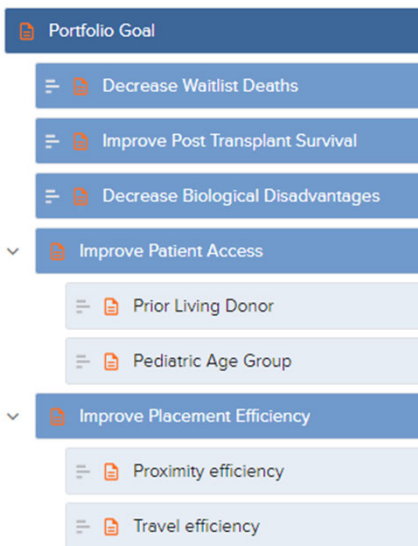 Portfolio Goal
Decrease Waitlist Deaths
Improve Post Transplant Survival
Decrease Biological Disadvantages
Improve Patient Access
Prior Living Donor
Pediatric Age Group
Improve Placement Efficiency
Proximity efficiency
Travel efficiency